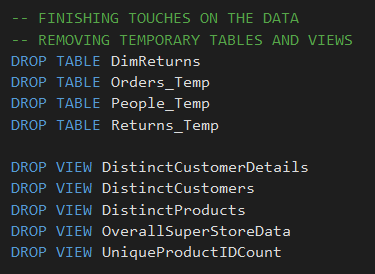 -- FINISHING TOUCHES ON THE DATA
-- REMOVING TEMPORARY TABLES AND VIEWS
DROP TABLE DimReturns
DROP TABLE Orders_Temp
DROP TABLE People_Temp
DROP TABLE Returns_Temp
DROP VIEW DistinctCustomerDetails
DROP VIEW DistinctCustomers
DROP VIEW DistinctProducts
DROP VIEW OverallSuperStoreData
DROP VIEW UniqueProductIDCount